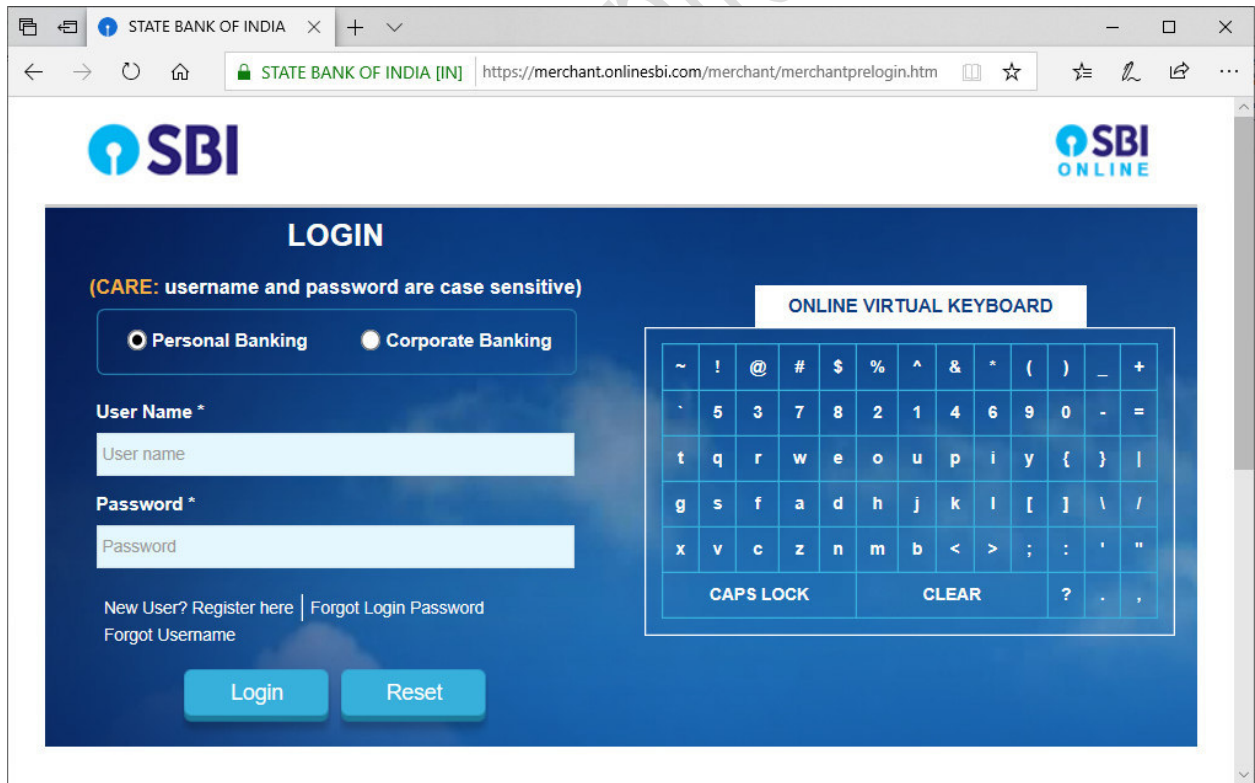 STATE BANK OF INDIA
STATE BANK OF INDIA [IN] https://merchant.onlinesbi.com/merchant/merchantprelogin.htm
SBI
SBI
ONLINE
LOGIN
(CARE: username and password are case sensitive)
Personal Banking Corporate Banking
User Name *
User name
Password *
Password
New User? Register here | Forgot Login Password
Forgot Username
Login Reset
ONLINE VIRTUAL KEYBOARD
~ ! @ # $ % ^ & * ( ) _ +
` 5 3 7 8 2 1 4 6 9 0 - =
t q r w e o u p i y { } |
g s f a d h j k l [ ] \ /
x v c z n m b < > ; : ' "
CAPS LOCK CLEAR ? . ,